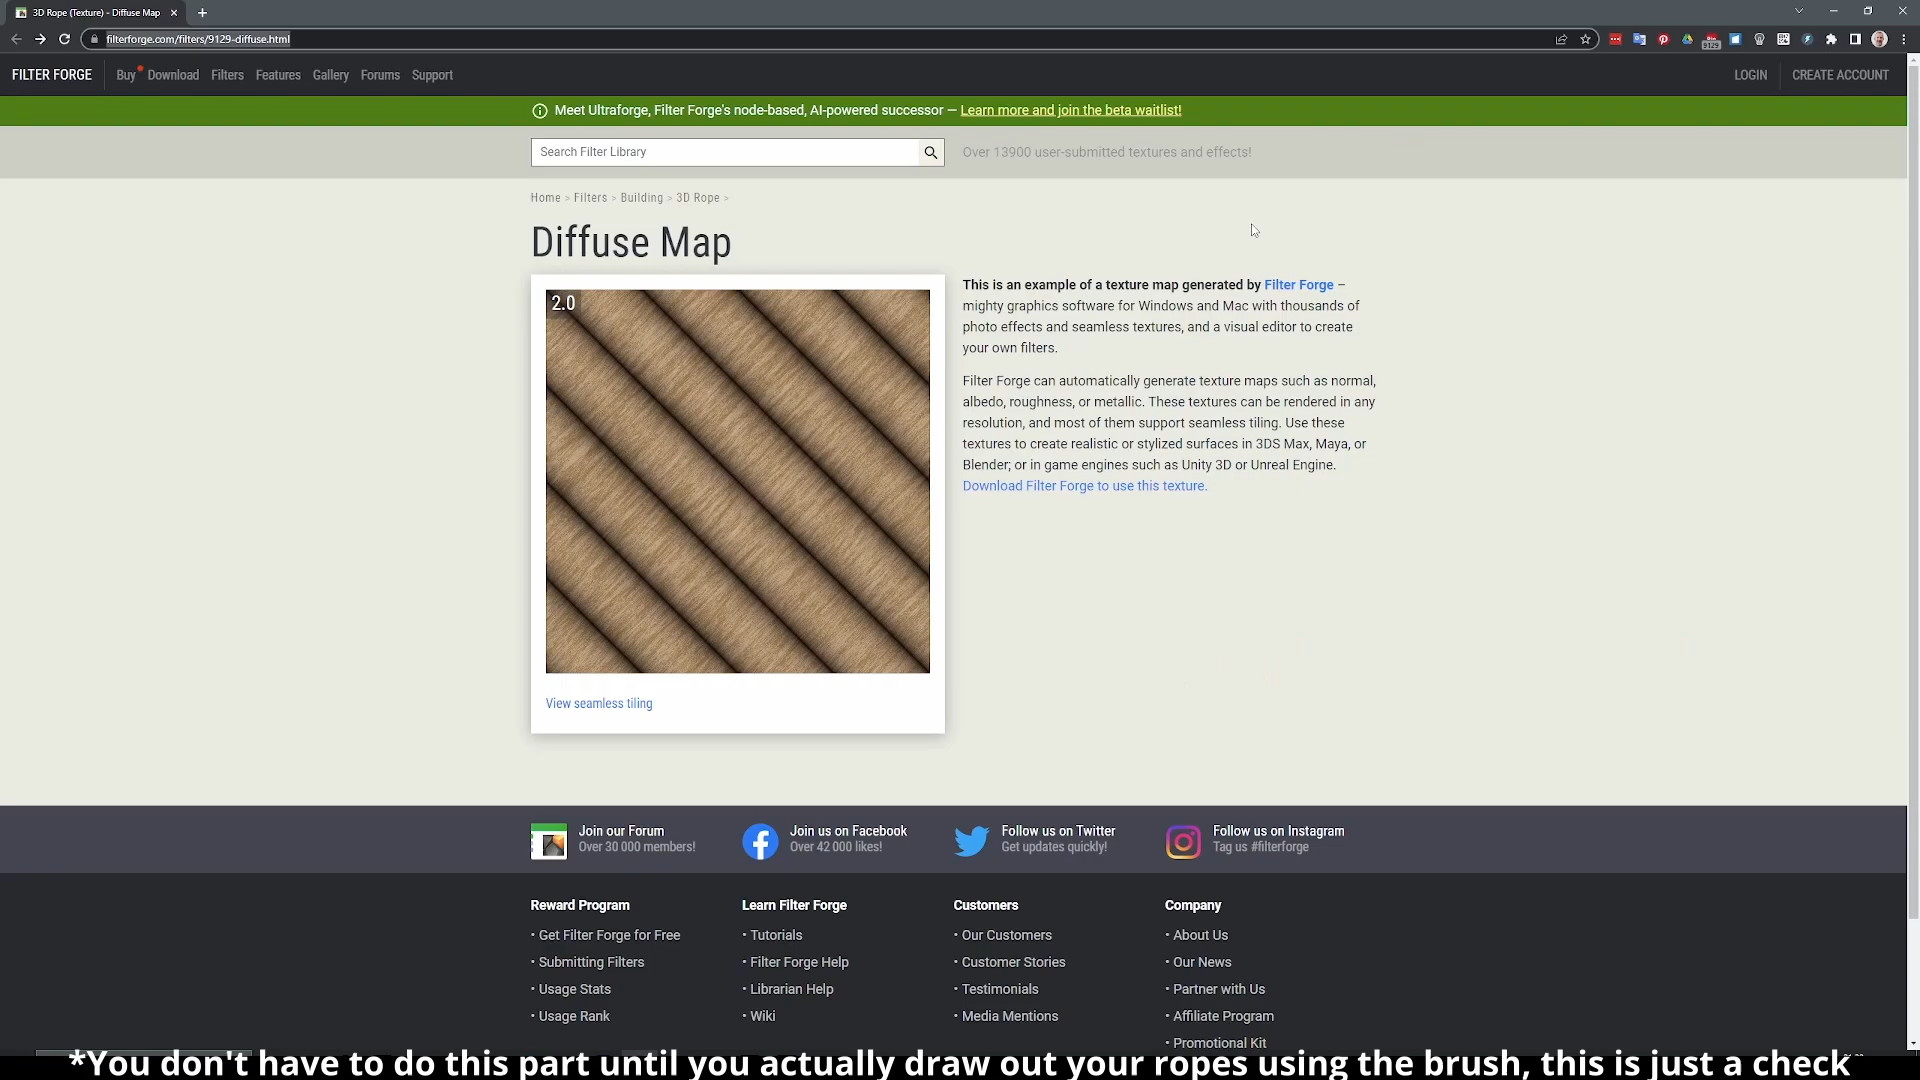 3D Rope (Texture) - Diffuse Map
filterforge.com/filters/9129-diffuse.html
9129
FILTER FORGE
Buy
Download
Filters
Features
Gallery
Forums
Support
LOGIN
CREATE ACCOUNT
Meet Ultraforge, Filter Forge's node-based, AI-powered successor — Learn more and join the beta waitlist!
Search Filter Library
Over 13900 user-submitted textures and effects!
Home > Filters > Building > 3D Rope >
Diffuse Map
2.0
View seamless tiling
This is an example of a texture map generated by Filter Forge –
mighty graphics software for Windows and Mac with thousands of
photo effects and seamless textures, and a visual editor to create
your own filters.
Filter Forge can automatically generate texture maps such as normal,
albedo, roughness, or metallic. These textures can be rendered in any
resolution, and most of them support seamless tiling. Use these
textures to create realistic or stylized surfaces in 3DS Max, Maya, or
Blender; or in game engines such as Unity 3D or Unreal Engine.
Download Filter Forge to use this texture.
Join our Forum
Over 30 000 members!
Join us on Facebook
Over 42 000 likes!
Follow us on Twitter
Get updates quickly!
Follow us on Instagram
Tag us #filterforge
Reward Program
• Get Filter Forge for Free
• Submitting Filters
• Usage Stats
• Usage Rank
Learn Filter Forge
• Tutorials
• Filter Forge Help
• Librarian Help
• Wiki
Customers
• Our Customers
• Customer Stories
• Testimonials
• Media Mentions
Company
• About Us
• Our News
• Partner with Us
• Affiliate Program
• Promotional Kit
*You don't have to do this part until you actually draw out your ropes using the brush, this is just a check